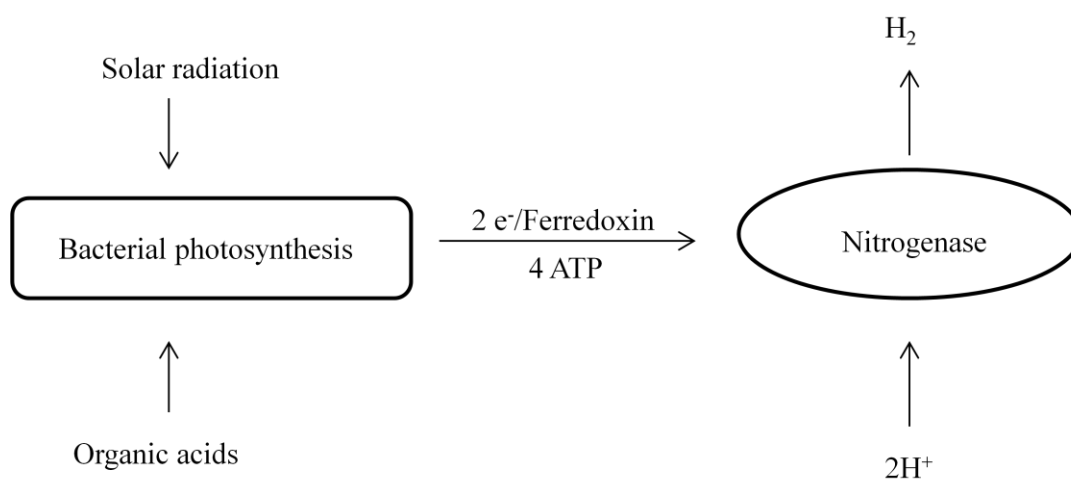 H₂
Solar radiation
2 e⁻/Ferredoxin
Bacterial photosynthesis
Nitrogenase
4 ATP
Organic acids
2H⁺